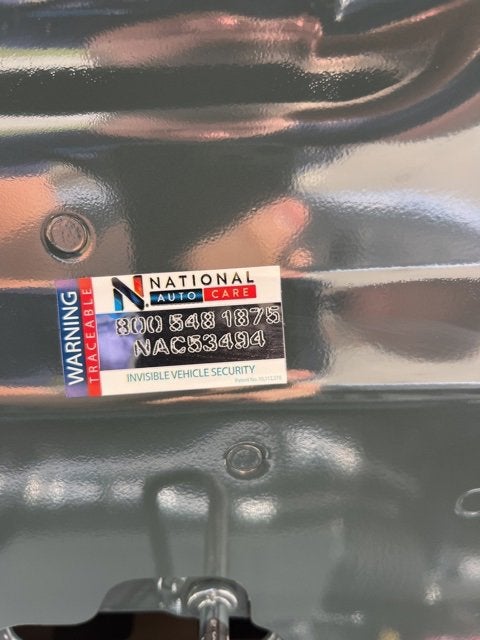 WARNING
TRACEABLE
N. NATIONAL
AUTO CARE
800 548 1875
NAC53494
INVISIBLE VEHICLE SECURITY